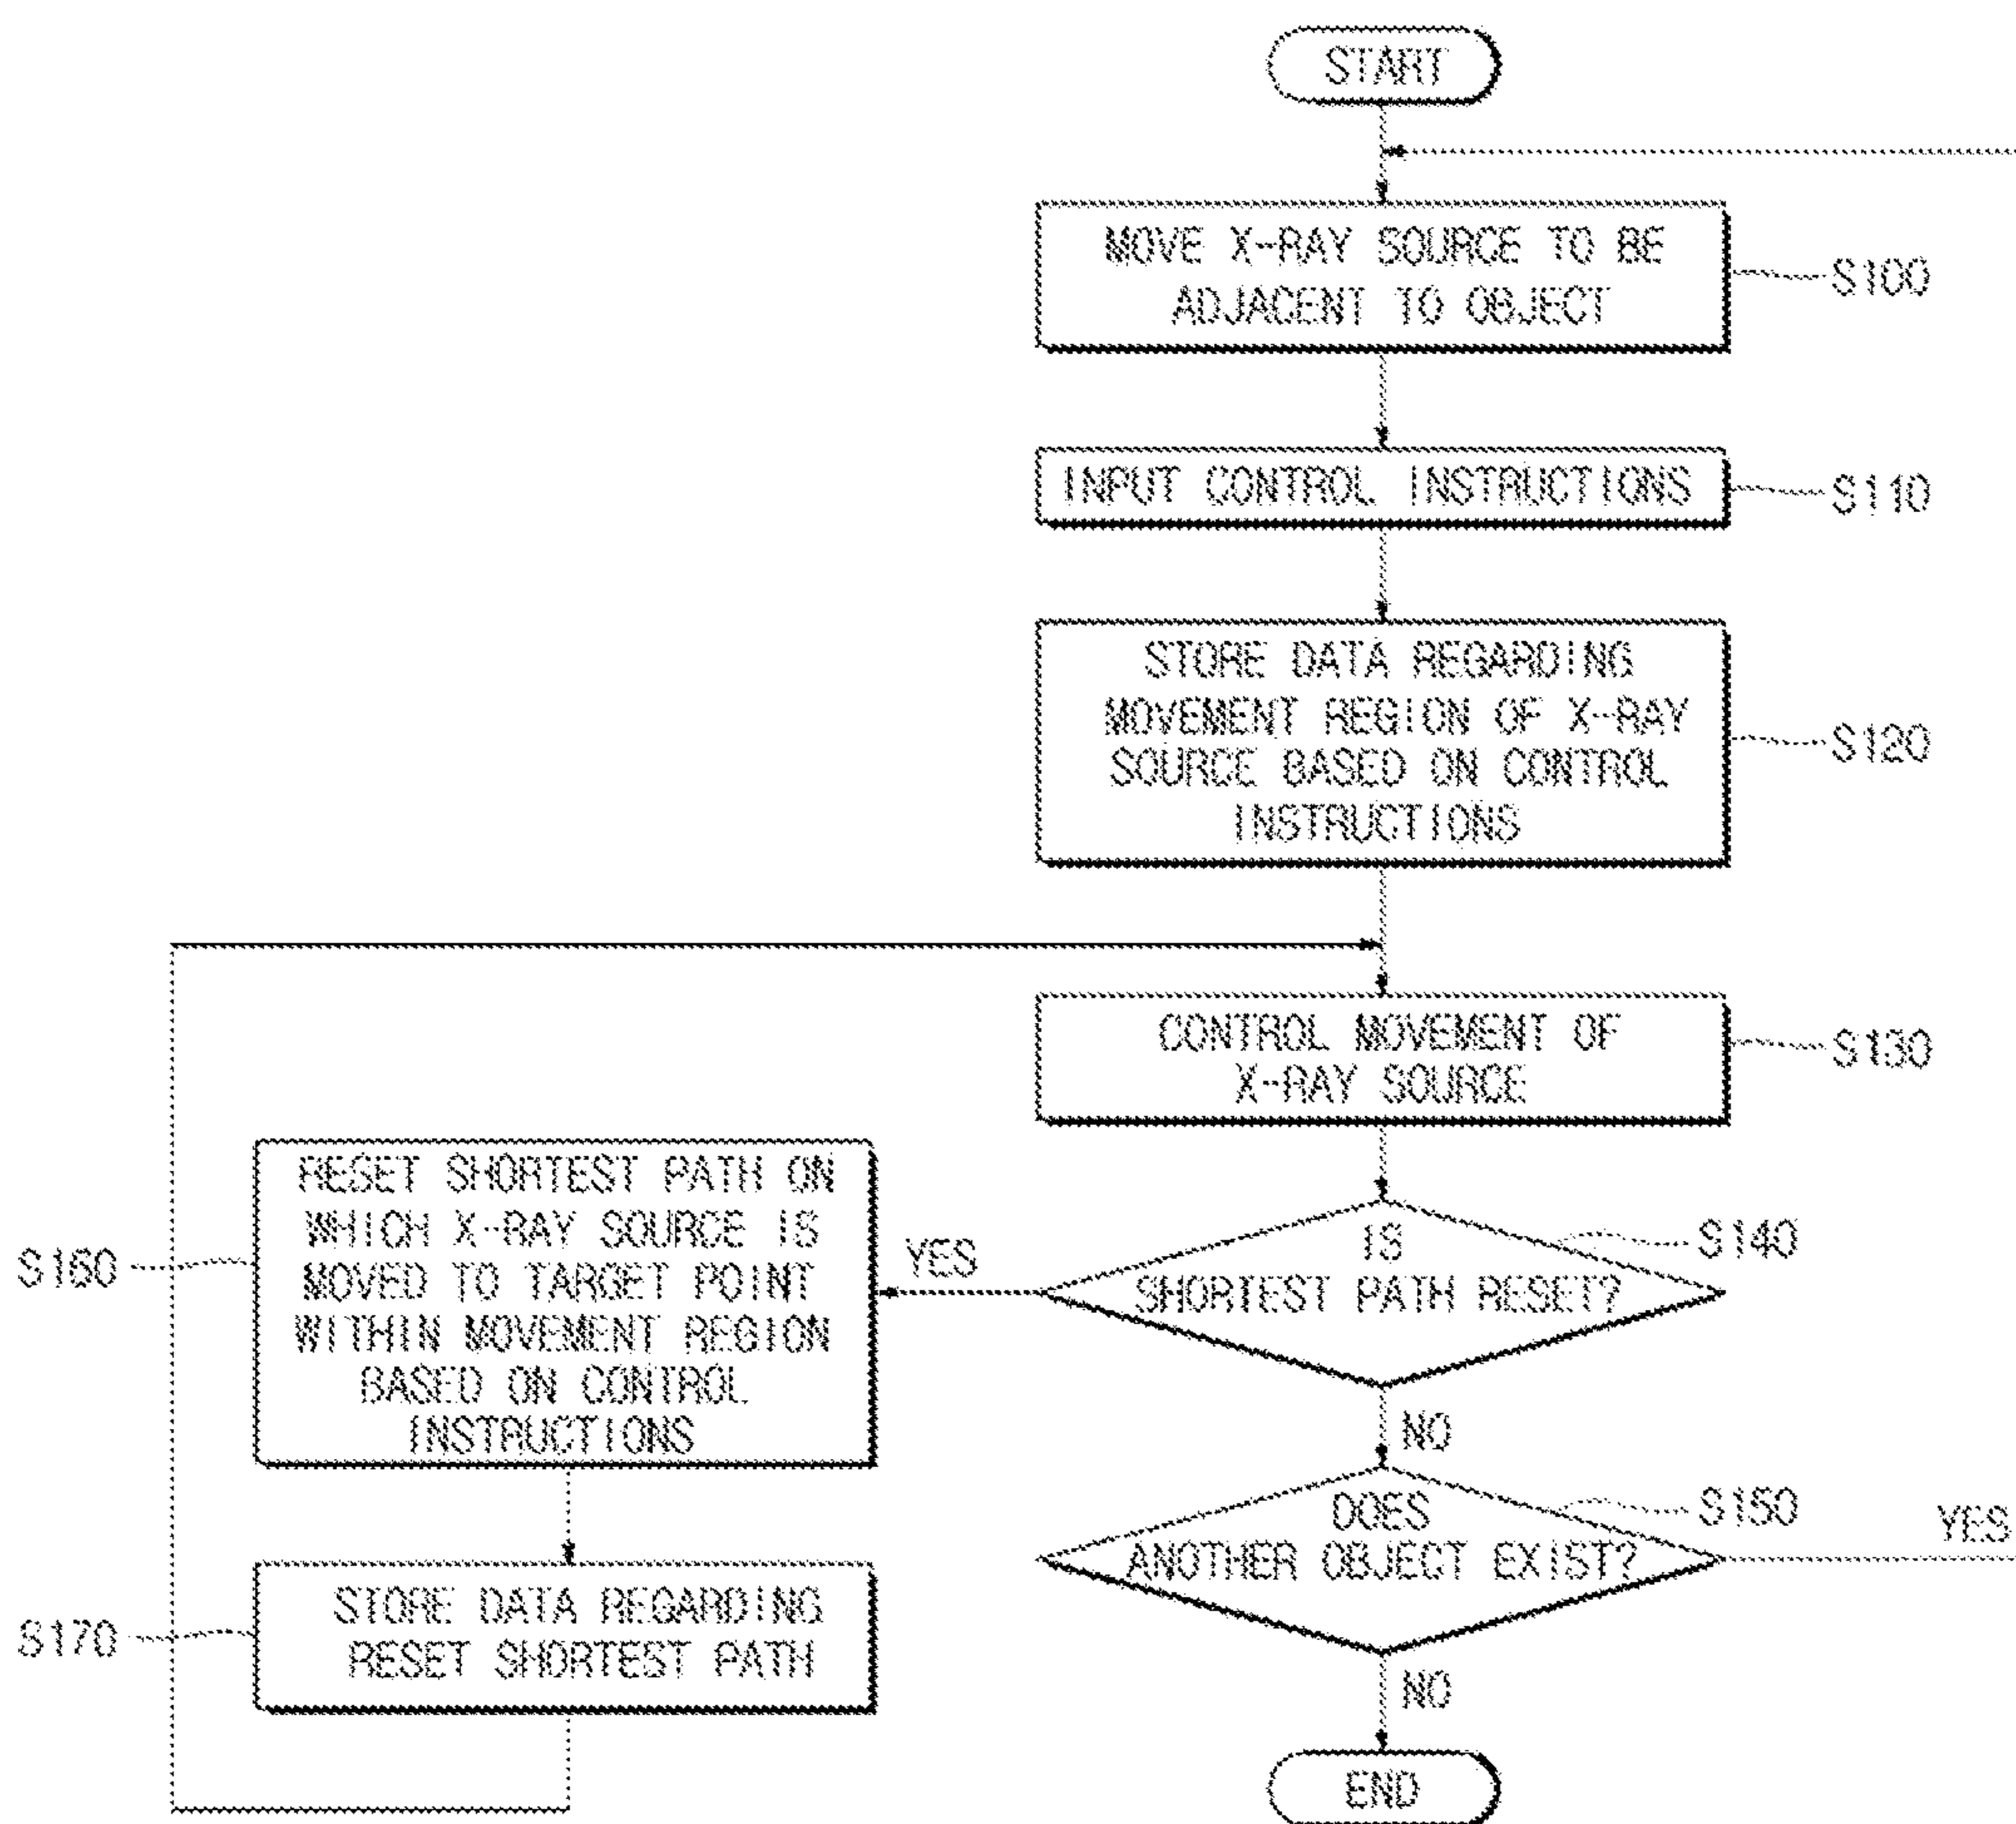 START
MOVE X-RAY SOURCE TO BE
ADJACENT TO OBJECT
S100
INPUT CONTROL INSTRUCTIONS
S110
STORE DATA REGARDING
MOVEMENT REGION OF X-RAY
SOURCE BASED ON CONTROL
INSTRUCTIONS
S120
CONTROL MOVEMENT OF
X-RAY SOURCE
S130
IS
SHORTEST PATH RESET?
S140
YES
NO
RESET SHORTEST PATH ON
WHICH X-RAY SOURCE IS
MOVED TO TARGET POINT
WITHIN MOVEMENT REGION
BASED ON CONTROL
INSTRUCTIONS
S160
STORE DATA REGARDING
RESET SHORTEST PATH
S170
DOES
ANOTHER OBJECT EXIST?
S150
YES
NO
END